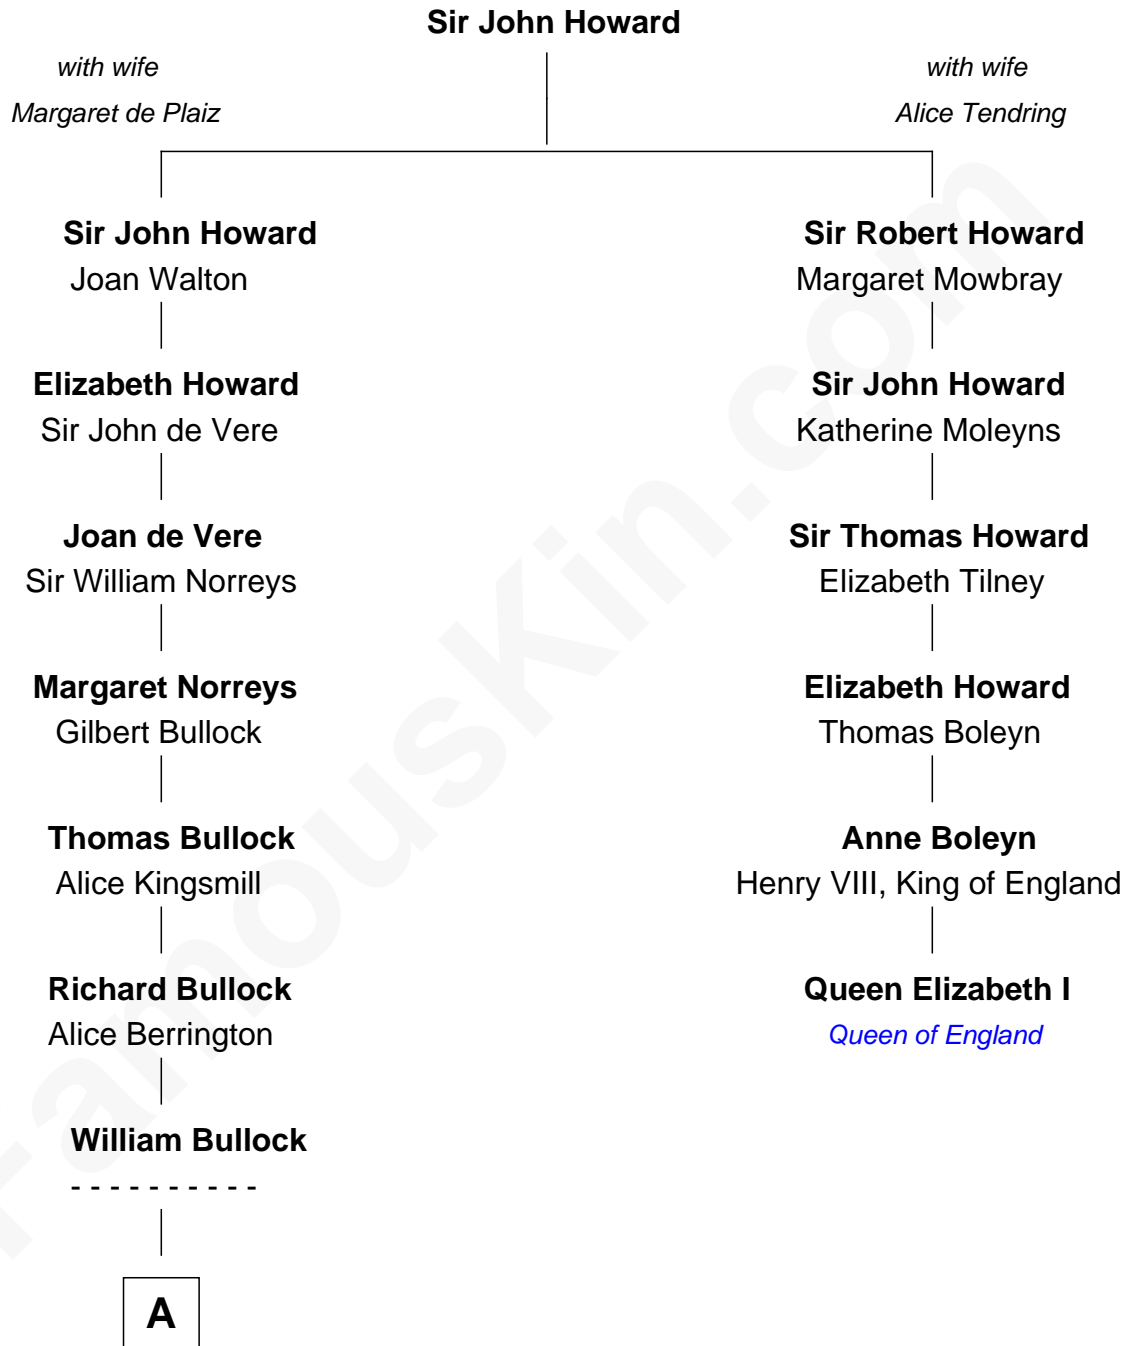 Sir John Howard
with wife
Margaret de Plaiz
with wife
Alice Tendring
Sir John Howard
Joan Walton
Sir Robert Howard
Margaret Mowbray
Elizabeth Howard
Sir John de Vere
Sir John Howard
Katherine Moleyns
Joan de Vere
Sir William Norreys
Sir Thomas Howard
Elizabeth Tilney
Margaret Norreys
Gilbert Bullock
Elizabeth Howard
Thomas Boleyn
Thomas Bullock
Alice Kingsmill
Anne Boleyn
Henry VIII, King of England
Richard Bullock
Alice Berrington
Queen Elizabeth I
Queen of England
William Bullock
- - - - - - - - - -
A
FamousKin.com